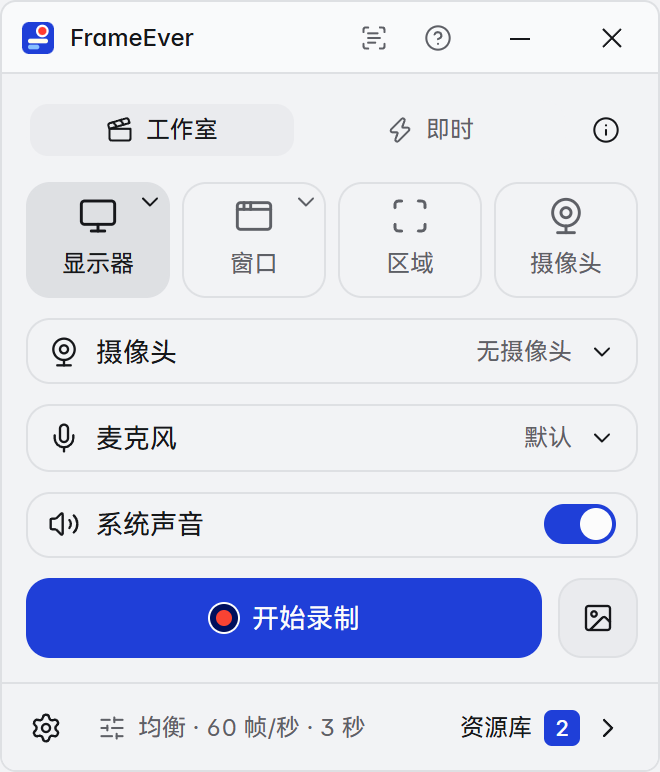 FrameEver
工作室 即时
显示器 窗口 区域 摄像头
摄像头 无摄像头
麦克风 默认
系统声音
开始录制
均衡 · 60 帧/秒 · 3 秒 资源库 2